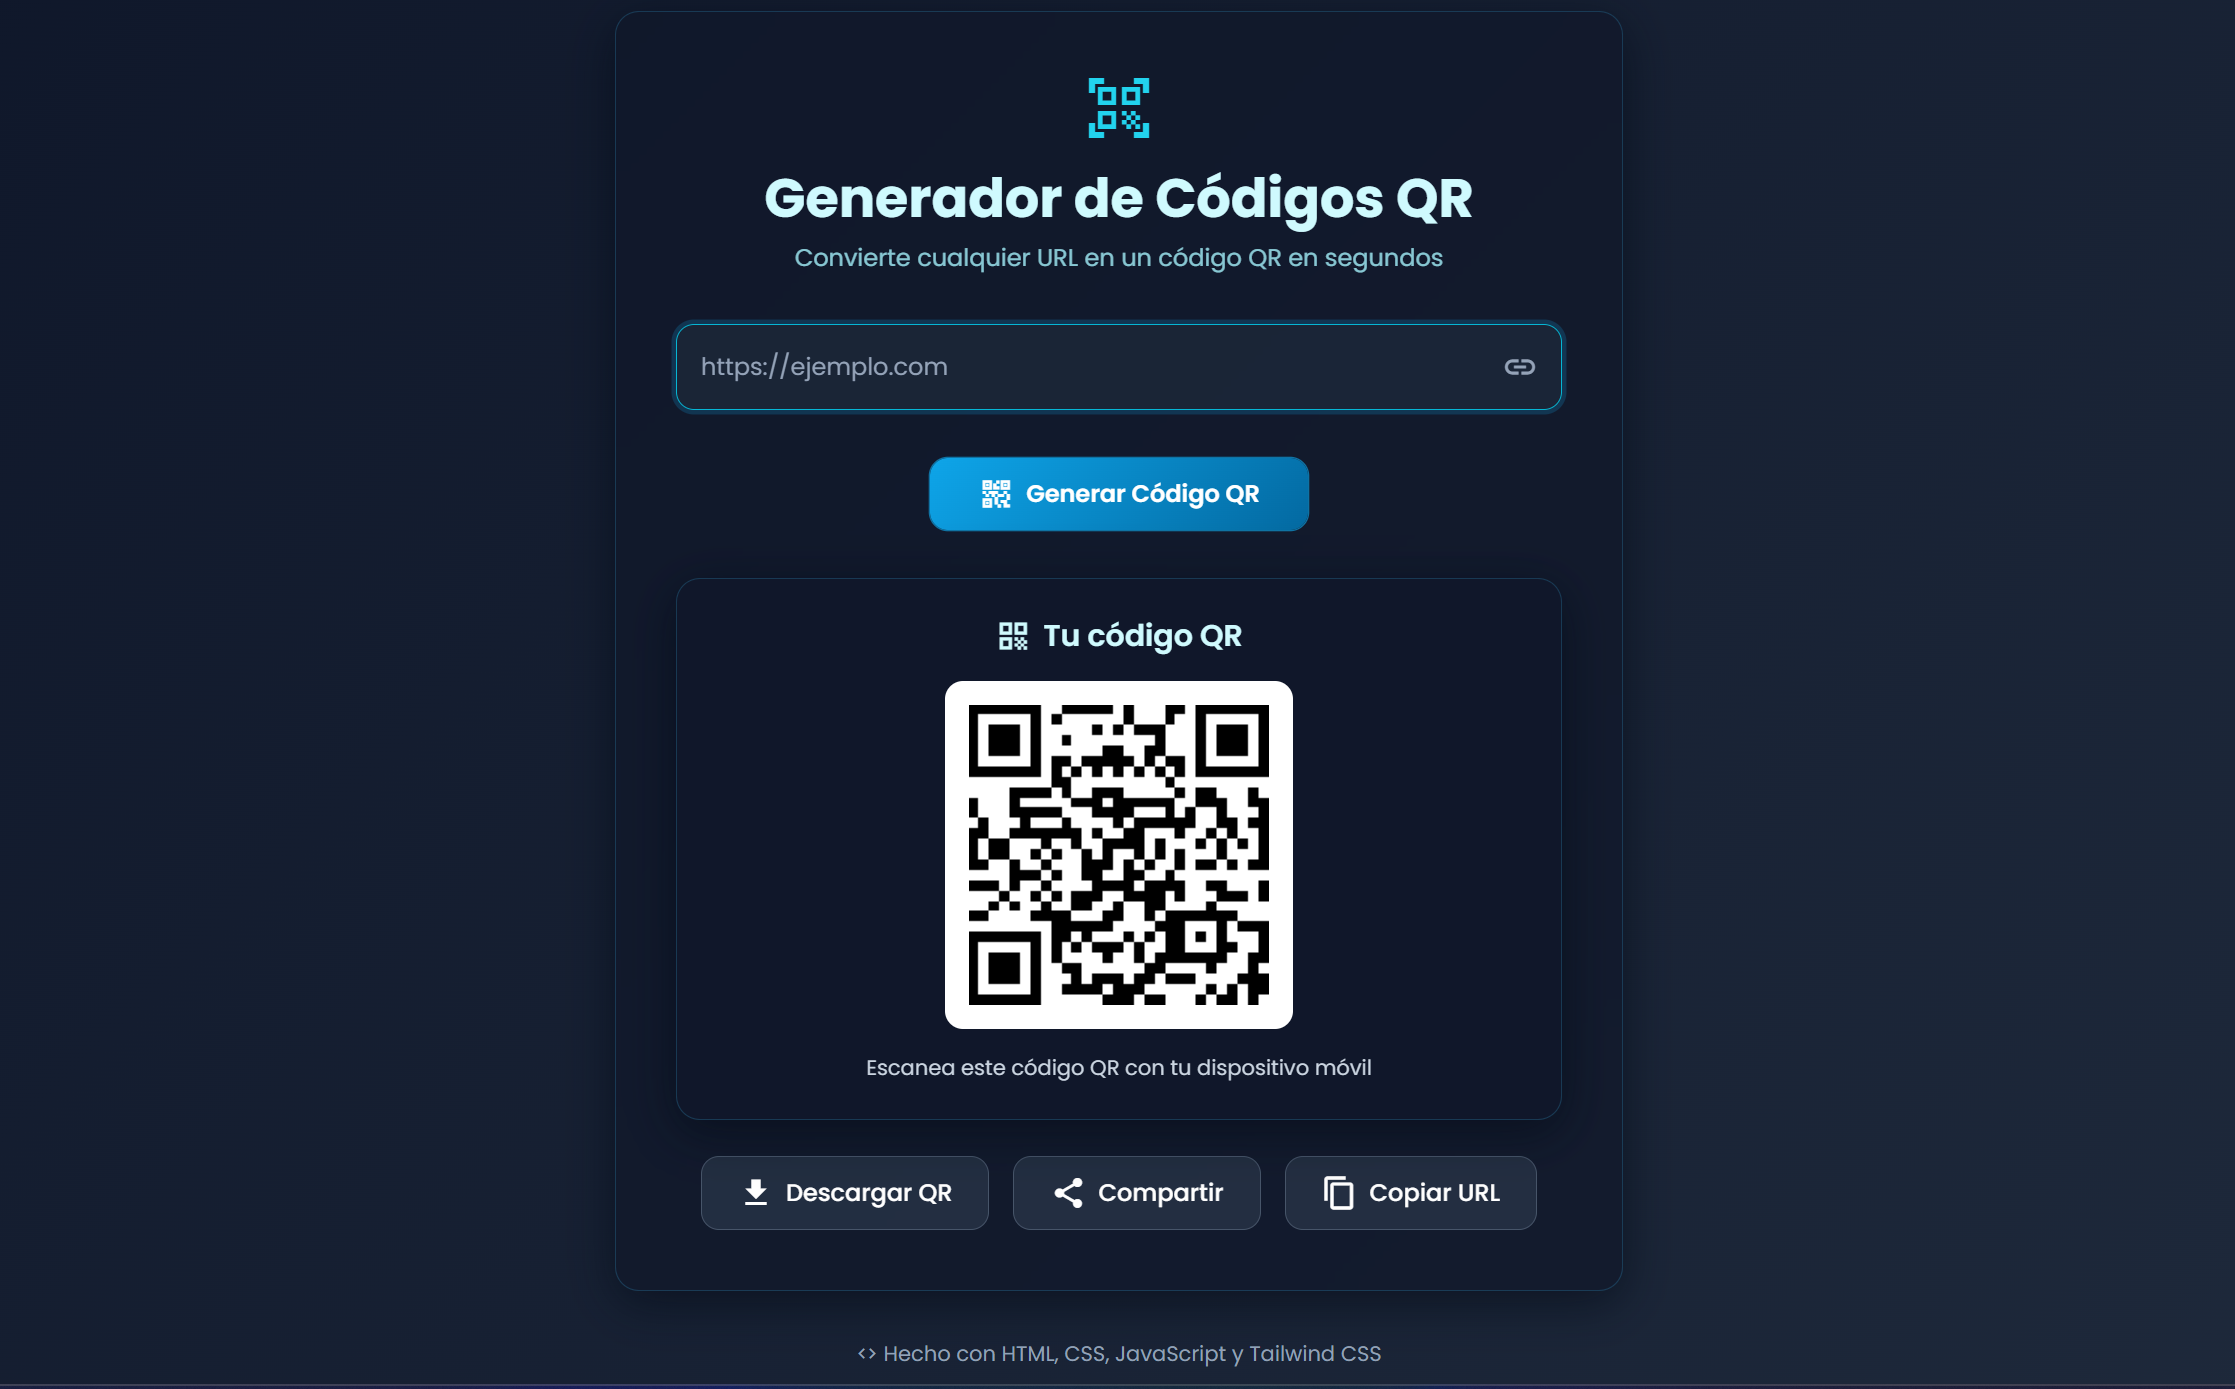 Generador de Códigos QR
Convierte cualquier URL en un código QR en segundos
https://ejemplo.com
Generar Código QR
Tu código QR
Escanea este código QR con tu dispositivo móvil
Descargar QR
Compartir
Copiar URL
<> Hecho con HTML, CSS, JavaScript y Tailwind CSS